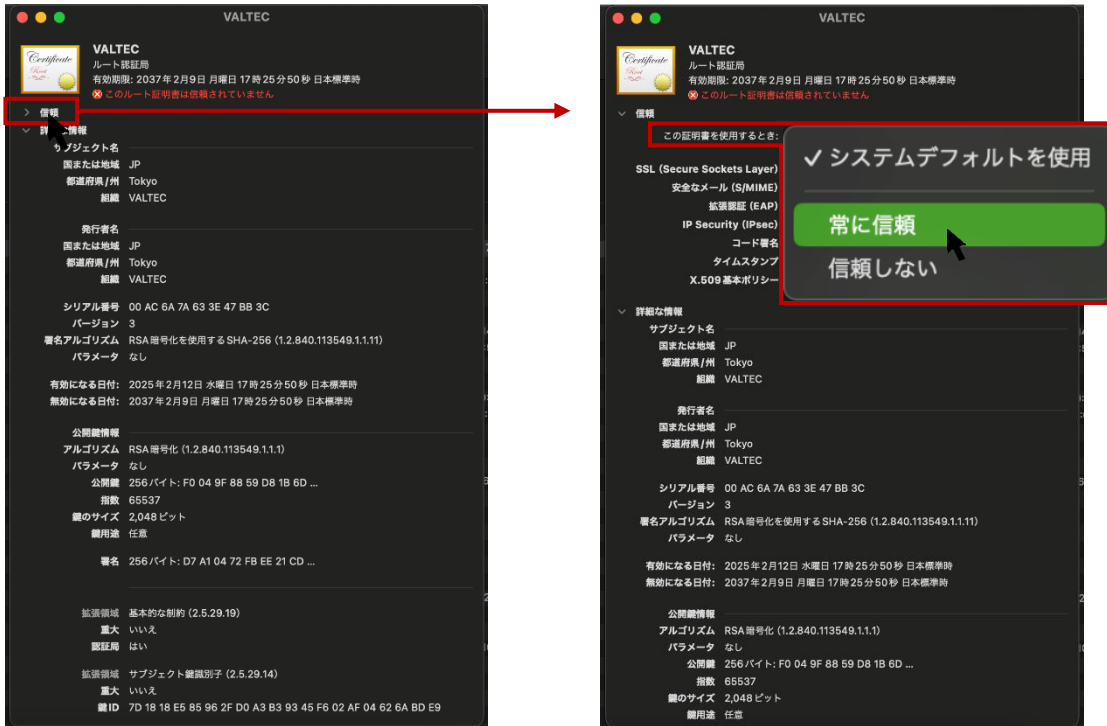 VALTEC
Certificate
Root
VALTEC
ルート認証局
有効期限: 2037年2月9日 月曜日 17時25分50秒 日本標準時
このルート証明書は信頼されていません
信頼
詳細な情報
サブジェクト名
国または地域 JP
都道府県/州 Tokyo
組織 VALTEC
発行者名
国または地域 JP
都道府県/州 Tokyo
組織 VALTEC
シリアル番号 00 AC 6A 7A 63 3E 47 BB 3C
バージョン 3
署名アルゴリズム RSA暗号化を使用するSHA-256 (1.2.840.113549.1.1.11)
パラメータ なし
有効になる日付: 2025年2月12日 水曜日 17時25分50秒 日本標準時
無効になる日付: 2037年2月9日 月曜日 17時25分50秒 日本標準時
公開鍵情報
アルゴリズム RSA暗号化 (1.2.840.113549.1.1.1)
パラメータ なし
公開鍵 256バイト: F0 04 9F 88 59 D8 1B 6D ...
指数 65537
鍵のサイズ 2,048ビット
鍵用途 任意
署名 256バイト: D7 A1 04 72 FB EE 21 CD ...
拡張領域 基本的な制約 (2.5.29.19)
重大 いいえ
認証局 はい
拡張領域 サブジェクト鍵識別子 (2.5.29.14)
重大 いいえ
鍵ID 7D 18 18 E5 85 96 2F D0 A3 B3 93 45 F6 02 AF 04 62 6A BD E9
VALTEC
Certificate
Root
VALTEC
ルート認証局
有効期限: 2037年2月9日 月曜日 17時25分50秒 日本標準時
このルート証明書は信頼されていません
信頼
この証明書を使用するとき:
✓ システムデフォルトを使用
常に信頼
信頼しない
SSL (Secure Sockets Layer)
安全なメール (S/MIME)
拡張認証 (EAP)
IP Security (IPsec)
コード署名
タイムスタンプ
X.509基本ポリシー
詳細な情報
サブジェクト名
国または地域 JP
都道府県/州 Tokyo
組織 VALTEC
発行者名
国または地域 JP
都道府県/州 Tokyo
組織 VALTEC
シリアル番号 00 AC 6A 7A 63 3E 47 BB 3C
バージョン 3
署名アルゴリズム RSA暗号化を使用するSHA-256 (1.2.840.113549.1.1.11)
パラメータ なし
有効になる日付: 2025年2月12日 水曜日 17時25分50秒 日本標準時
無効になる日付: 2037年2月9日 月曜日 17時25分50秒 日本標準時
公開鍵情報
アルゴリズム RSA暗号化 (1.2.840.113549.1.1.1)
パラメータ なし
公開鍵 256バイト: F0 04 9F 88 59 D8 1B 6D ...
指数 65537
鍵のサイズ 2,048ビット
鍵用途 任意